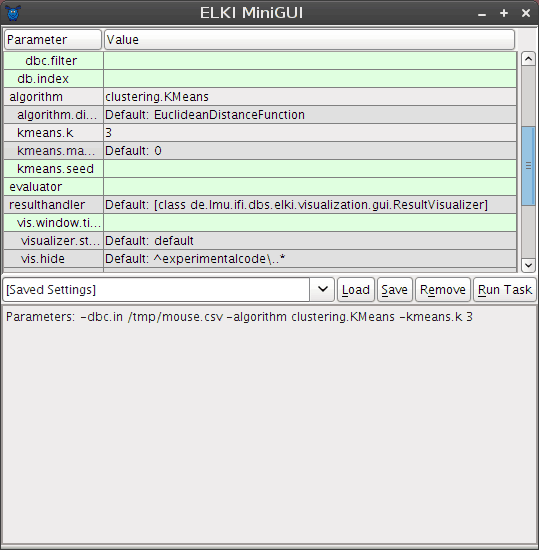 ELKI MiniGUI
Parameter Value
dbc.filter
db.index
algorithm clustering.KMeans
algorithm.di... Default: EuclideanDistanceFunction
kmeans.k 3
kmeans.ma... Default: 0
kmeans.seed
evaluator
resulthandler Default: [class de.lmu.ifi.dbs.elki.visualization.gui.ResultVisualizer]
vis.window.ti...
visualizer.st... Default: default
vis.hide Default: ^experimentalcode\..*
[Saved Settings] Load Save Remove Run Task
Parameters: -dbc.in /tmp/mouse.csv -algorithm clustering.KMeans -kmeans.k 3